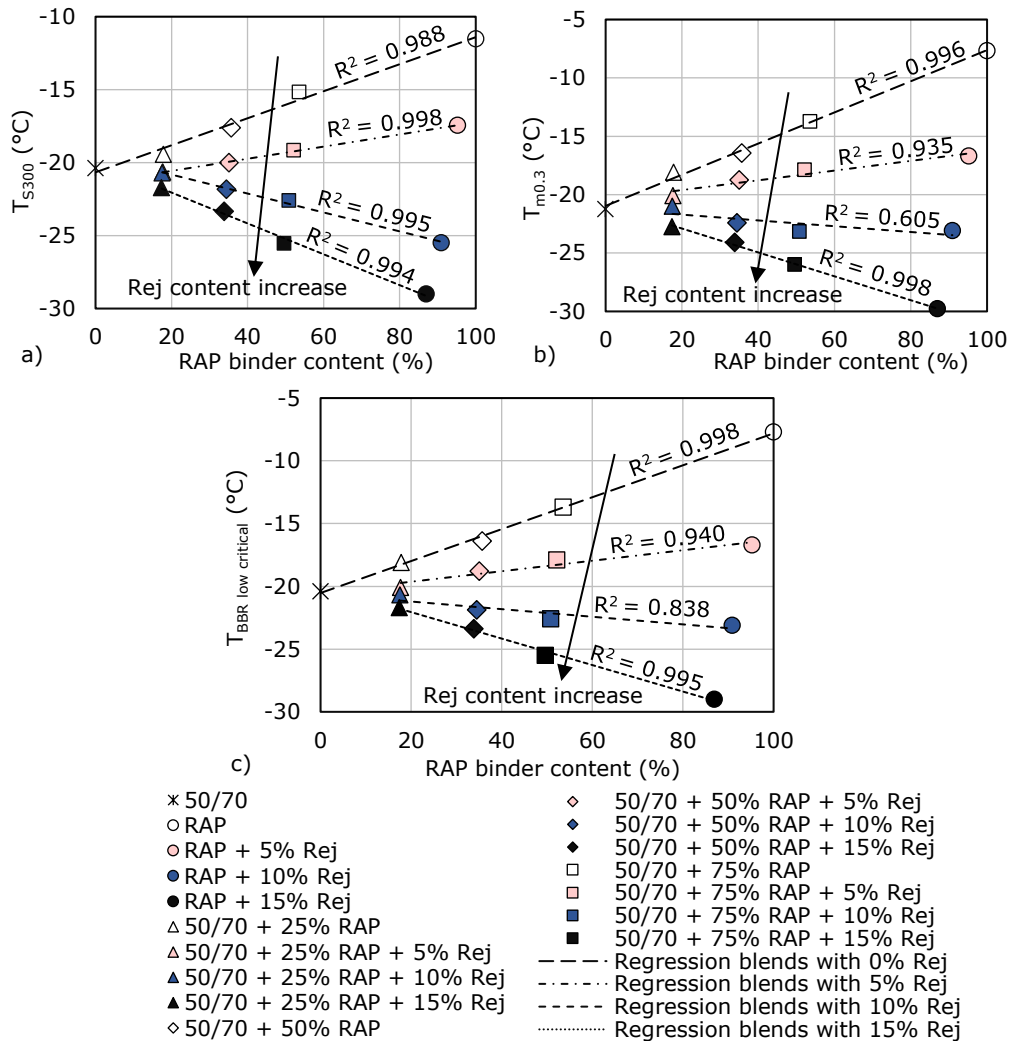 -10
-15
-20
-25
-30
T_S300 (°C)
R² = 0.988
R² = 0.998
R² = 0.995
R² = 0.994
Rej content increase
0 20 40 60 80 100
a) RAP binder content (%)
-5
-10
-15
-20
-25
-30
T_m0.3 (°C)
R² = 0.996
R² = 0.935
R² = 0.605
R² = 0.998
Rej content increase
0 20 40 60 80 100
b) RAP binder content (%)
-5
-10
-15
-20
-25
-30
T_BBR low critical (°C)
R² = 0.998
R² = 0.940
R² = 0.838
R² = 0.995
Rej content increase
0 20 40 60 80 100
c) RAP binder content (%)
50/70
RAP
RAP + 5% Rej
RAP + 10% Rej
RAP + 15% Rej
50/70 + 25% RAP
50/70 + 25% RAP + 5% Rej
50/70 + 25% RAP + 10% Rej
50/70 + 25% RAP + 15% Rej
50/70 + 50% RAP
50/70 + 50% RAP + 5% Rej
50/70 + 50% RAP + 10% Rej
50/70 + 50% RAP + 15% Rej
50/70 + 75% RAP
50/70 + 75% RAP + 5% Rej
50/70 + 75% RAP + 10% Rej
50/70 + 75% RAP + 15% Rej
Regression blends with 0% Rej
Regression blends with 5% Rej
Regression blends with 10% Rej
Regression blends with 15% Rej